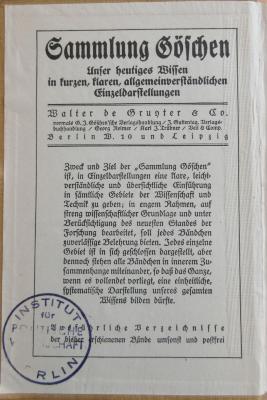 Sammlung Göschen
Unser heutiges Wissen
in kurzen, klaren, allgemeinverständlichen
Einzeldarstellungen
Walter de Gruyter & Co.
vormals G. J. Göschen'sche Verlagshandlung / J. Guttentag, Verlags-
buchhandlung / Georg Reimer / Karl J. Trübner / Veit & Comp.
Berlin W. 10 und Leipzig
Zweck und Ziel der „Sammlung Göschen"
ist, in Einzeldarstellungen eine klare, leicht-
verständliche und übersichtliche Einführung
in sämtliche Gebiete der Wissenschaft und
Technik zu geben; in engem Rahmen, auf
streng wissenschaftlicher Grundlage und unter
Berücksichtigung des neuesten Standes der
Forschung bearbeitet, soll jedes Bändchen
zuverlässige Belehrung bieten. Jedes einzelne
Gebiet ist in sich geschlossen dargestellt, aber
dennoch stehen alle Bändchen in innerem Zu-
sammenhange miteinander, so daß das Ganze,
wenn es vollendet vorliegt, eine einheitliche,
systematische Darstellung unseres gesamten
Wissens bilden dürfte.
Ausführliche Verzeichnisse
der bisher erschienenen Bände umsonst und postfrei
INSTITUT
für
BERLIN